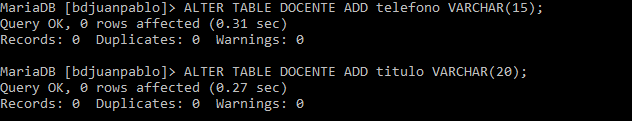 MariaDB [bdjuanpablo]> ALTER TABLE DOCENTE ADD telefono VARCHAR(15);
Query OK, 0 rows affected (0.31 sec)
Records: 0  Duplicates: 0  Warnings: 0

MariaDB [bdjuanpablo]> ALTER TABLE DOCENTE ADD titulo VARCHAR(20);
Query OK, 0 rows affected (0.27 sec)
Records: 0  Duplicates: 0  Warnings: 0